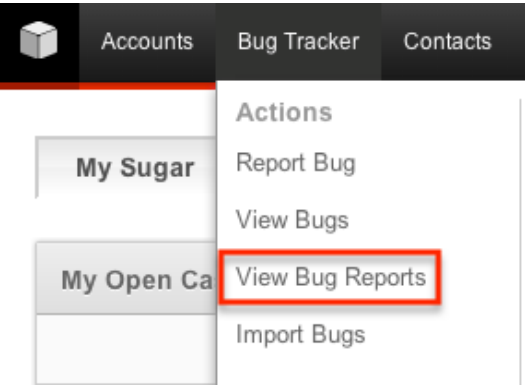 Accounts Bug Tracker Contacts
Actions
My Sugar
Report Bug
View Bugs
My Open Ca
View Bug Reports
Import Bugs